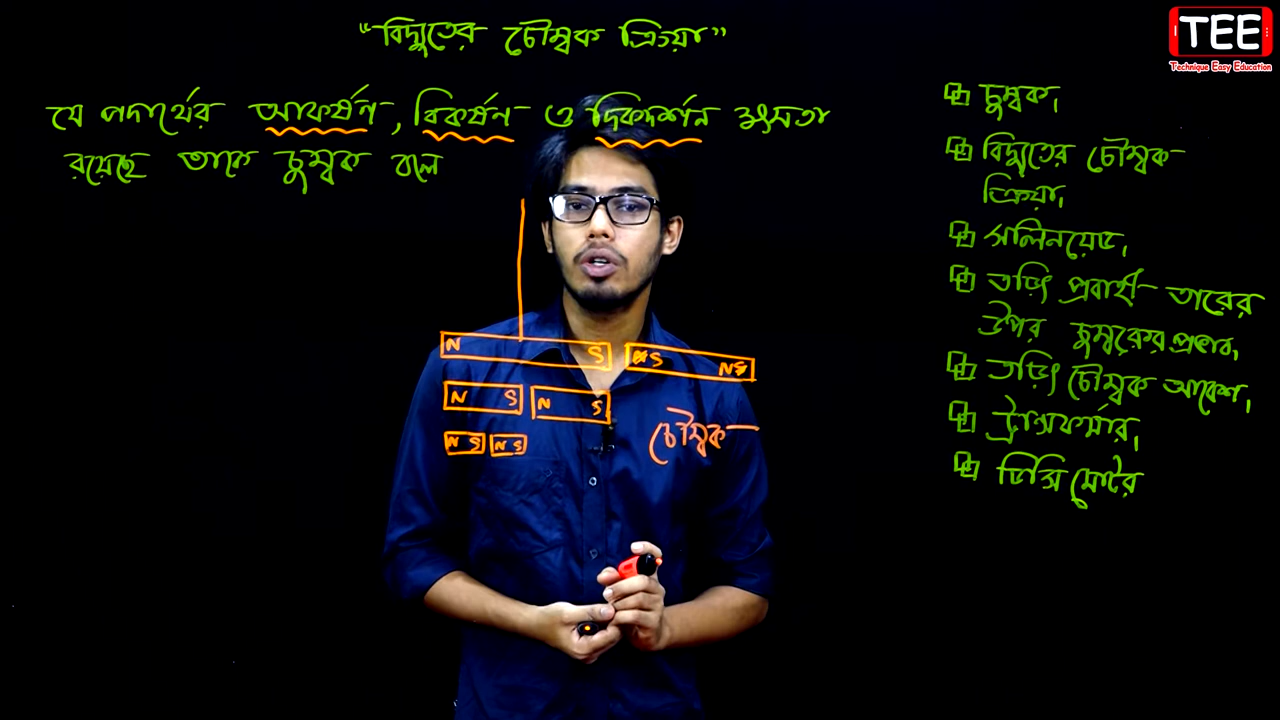 “বিদ্যুতের চৌম্বক ক্রিয়া”
যে পদার্থের আকর্ষণ, বিকর্ষণ ও দিকদর্শন ক্ষমতা
রয়েছে তাকে চুম্বক বলে
N S S N
N S N S
N S N S
চৌম্বক
TEE
Technique Easy Education
চুম্বক,
বিদ্যুতের চৌম্বক
ক্রিয়া,
সলিনয়েড,
তড়িৎ প্রবাহী তারের
উপর চুম্বকের প্রভাব,
তড়িৎ চৌম্বক আবেশ,
ট্রান্সফর্মার,
মোটর